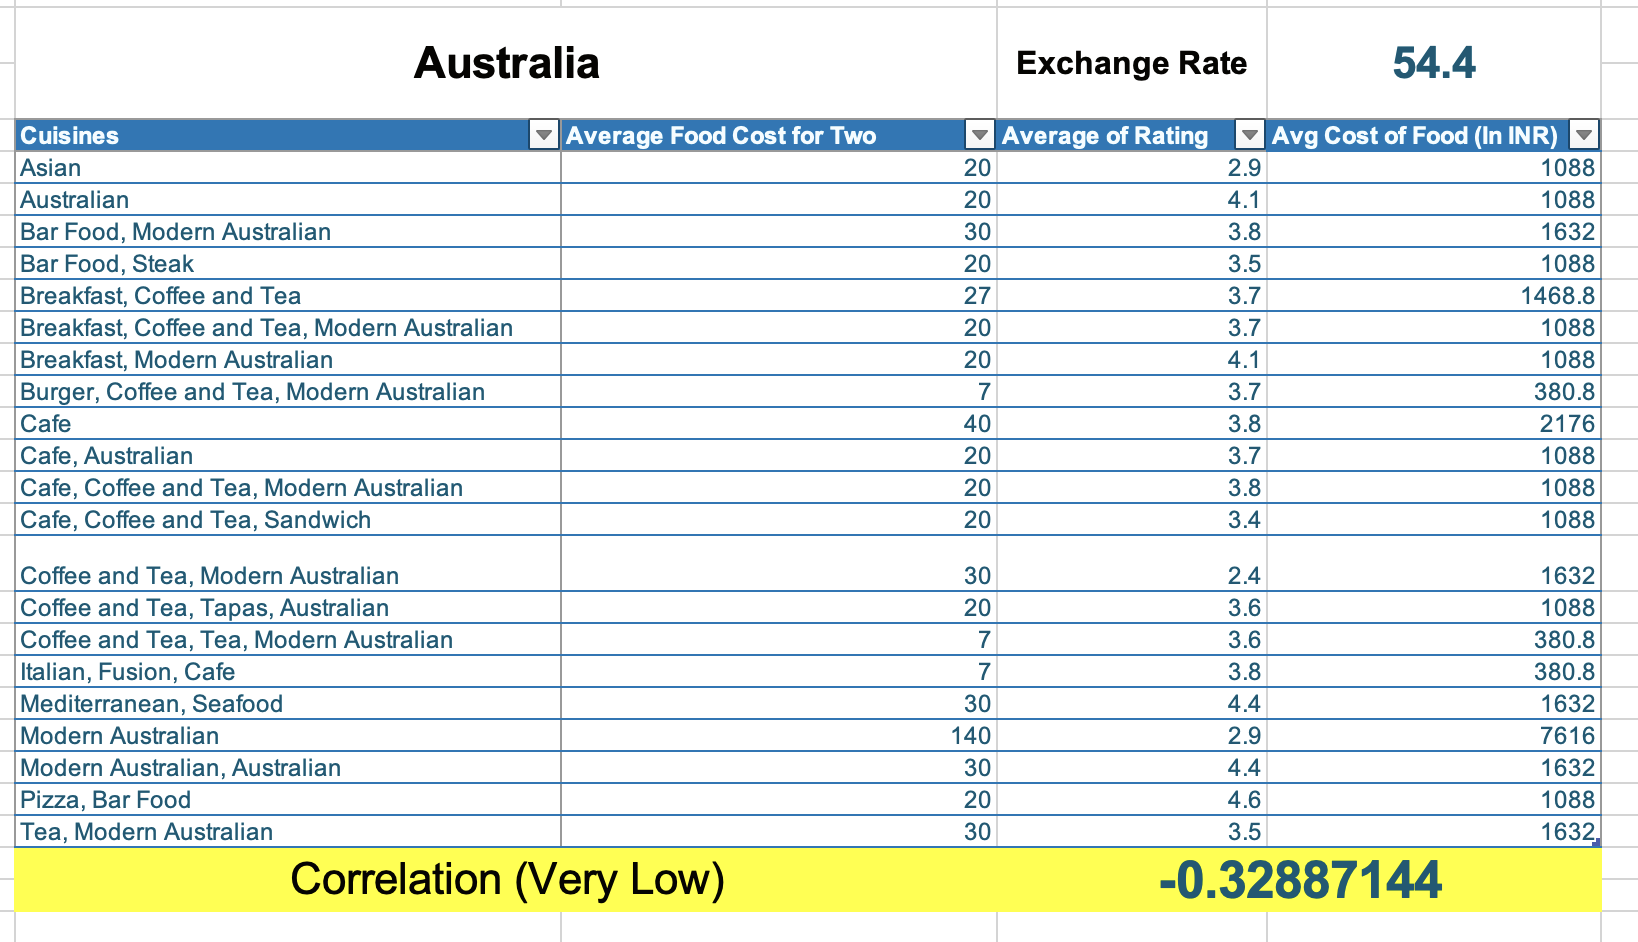 Australia Exchange Rate 54.4
Cuisines Average Food Cost for Two Average of Rating Avg Cost of Food (In INR)
Asian 20 2.9 1088
Australian 20 4.1 1088
Bar Food, Modern Australian 30 3.8 1632
Bar Food, Steak 20 3.5 1088
Breakfast, Coffee and Tea 27 3.7 1468.8
Breakfast, Coffee and Tea, Modern Australian 20 3.7 1088
Breakfast, Modern Australian 20 4.1 1088
Burger, Coffee and Tea, Modern Australian 7 3.7 380.8
Cafe 40 3.8 2176
Cafe, Australian 20 3.7 1088
Cafe, Coffee and Tea, Modern Australian 20 3.8 1088
Cafe, Coffee and Tea, Sandwich 20 3.4 1088
Coffee and Tea, Modern Australian 30 2.4 1632
Coffee and Tea, Tapas, Australian 20 3.6 1088
Coffee and Tea, Tea, Modern Australian 7 3.6 380.8
Italian, Fusion, Cafe 7 3.8 380.8
Mediterranean, Seafood 30 4.4 1632
Modern Australian 140 2.9 7616
Modern Australian, Australian 30 4.4 1632
Pizza, Bar Food 20 4.6 1088
Tea, Modern Australian 30 3.5 1632
Correlation (Very Low) -0.32887144